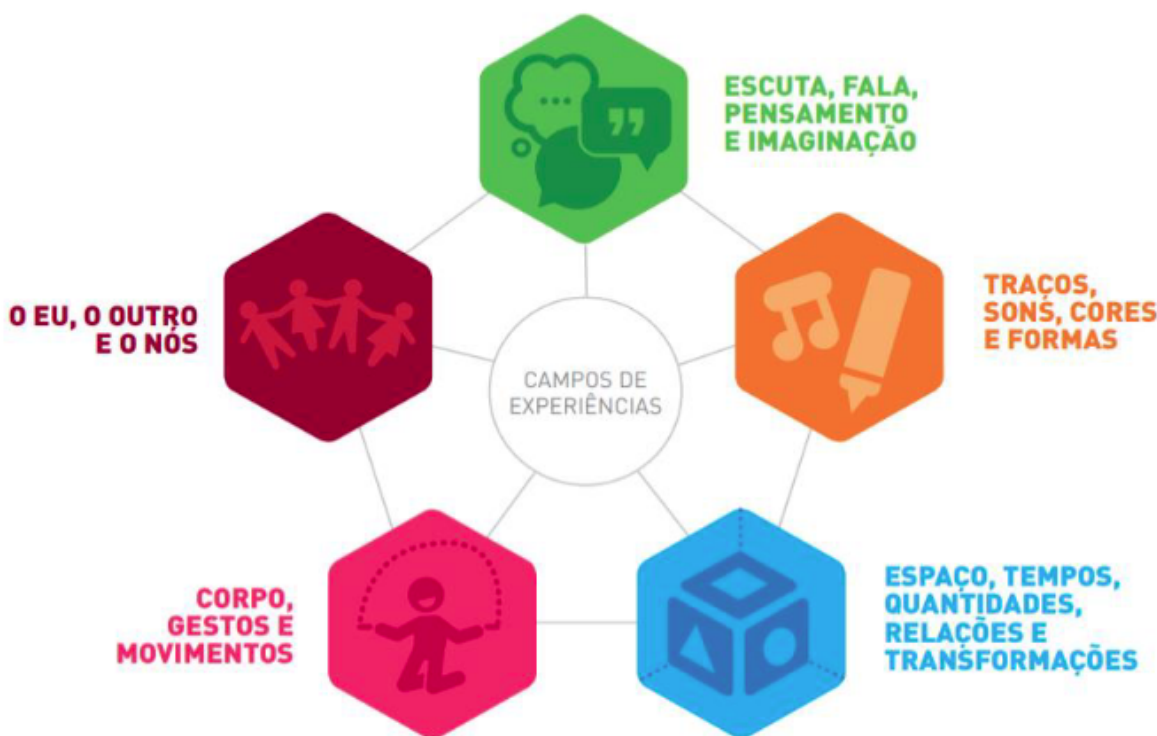 ESCUTA, FALA,
PENSAMENTO
E IMAGINAÇÃO
O EU, O OUTRO
E O NÓS
TRAÇOS,
SONS, CORES
E FORMAS
CAMPOS DE
EXPERIÊNCIAS
CORPO,
GESTOS E
MOVIMENTOS
ESPAÇO, TEMPOS,
QUANTIDADES,
RELAÇÕES E
TRANSFORMAÇÕES